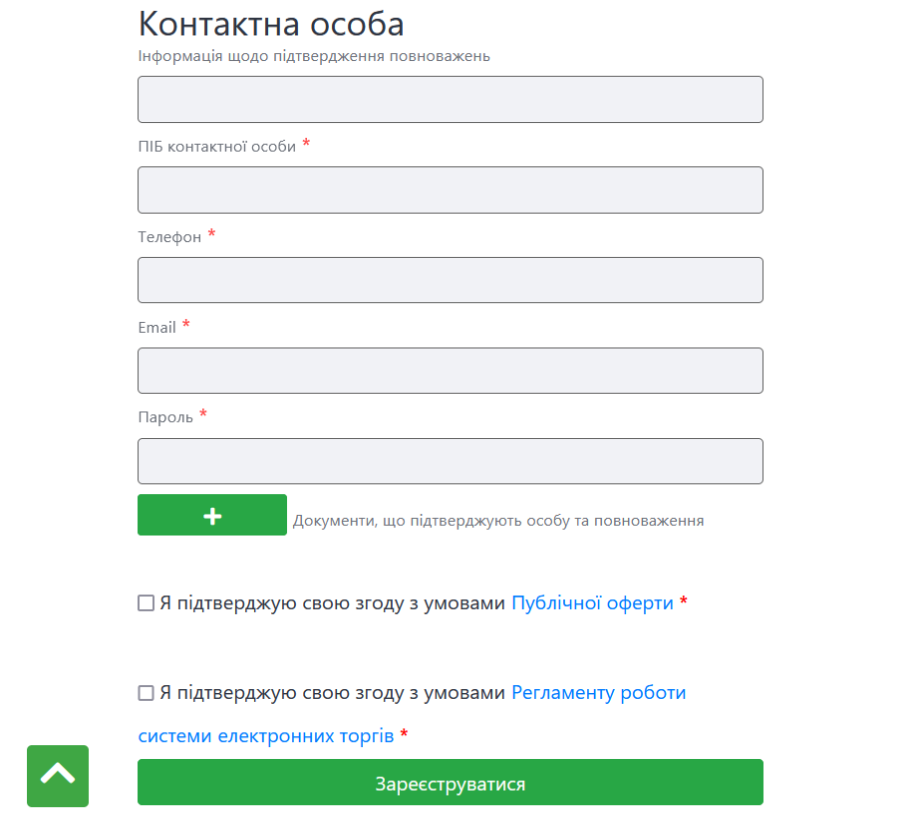 Контактна особа
Інформація щодо підтвердження повноважень
ПІБ контактної особи *
Телефон *
Email *
Пароль *
Документи, що підтверджують особу та повноваження
Я підтверджую свою згоду з умовами Публічної оферти *
Я підтверджую свою згоду з умовами Регламенту роботи
системи електронних торгів *
Зареєструватися